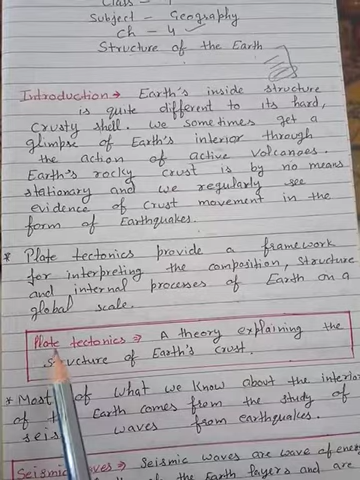 Class -
Subject - Geography
Ch - 4
Structure of the Earth
Introduction → Earth's inside structure
is quite different to its hard,
crusty shell. We sometimes get a
glimpse of Earth's interior through
the action of active volcanoes.
Earth's rocky crust is by no means
stationary and we regularly see
evidence of crust movement in the
form of Earthquakes.
* Plate tectonics provide a framework
for interpreting the composition, structure
and internal processes of Earth on a
global scale.
Plate tectonics → A theory explaining the
structure of Earth's crust.
* Most of what we know about the interior
of Earth comes from the study of
waves from earthquakes.
Seismic waves → Seismic waves are wave of energy
the Earth layers and are